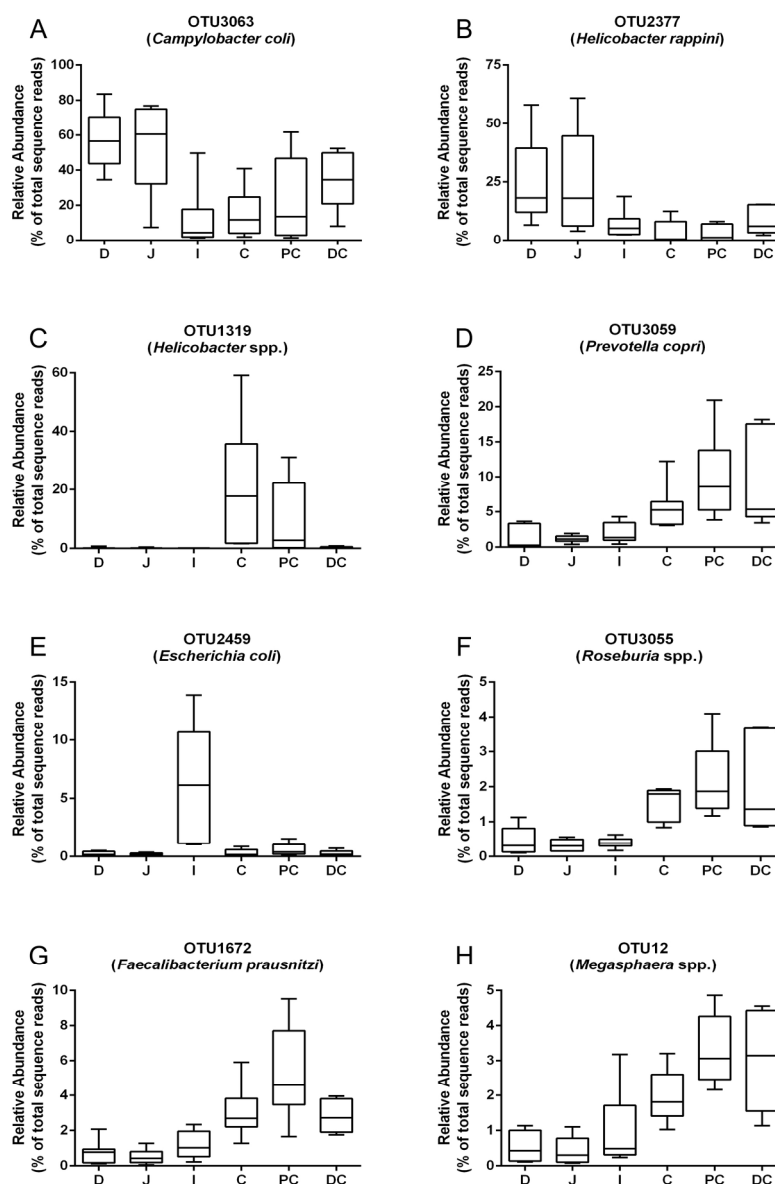 A
OTU3063
(Campylobacter coli)
Relative Abundance
(% of total sequence reads)
100
80
60
40
20
0
D J I C PC DC
B
OTU2377
(Helicobacter rappini)
Relative Abundance
(% of total sequence reads)
75
50
25
0
D J I C PC DC
C
OTU1319
(Helicobacter spp.)
Relative Abundance
(% of total sequence reads)
60
40
20
0
D J I C PC DC
D
OTU3059
(Prevotella copri)
Relative Abundance
(% of total sequence reads)
25
20
15
10
5
0
D J I C PC DC
E
OTU2459
(Escherichia coli)
Relative Abundance
(% of total sequence reads)
15
10
5
0
D J I C PC DC
F
OTU3055
(Roseburia spp.)
Relative Abundance
(% of total sequence reads)
5
4
3
2
1
0
D J I C PC DC
G
OTU1672
(Faecalibacterium prausnitzi)
Relative Abundance
(% of total sequence reads)
10
8
6
4
2
0
D J I C PC DC
H
OTU12
(Megasphaera spp.)
Relative Abundance
(% of total sequence reads)
5
4
3
2
1
0
D J I C PC DC